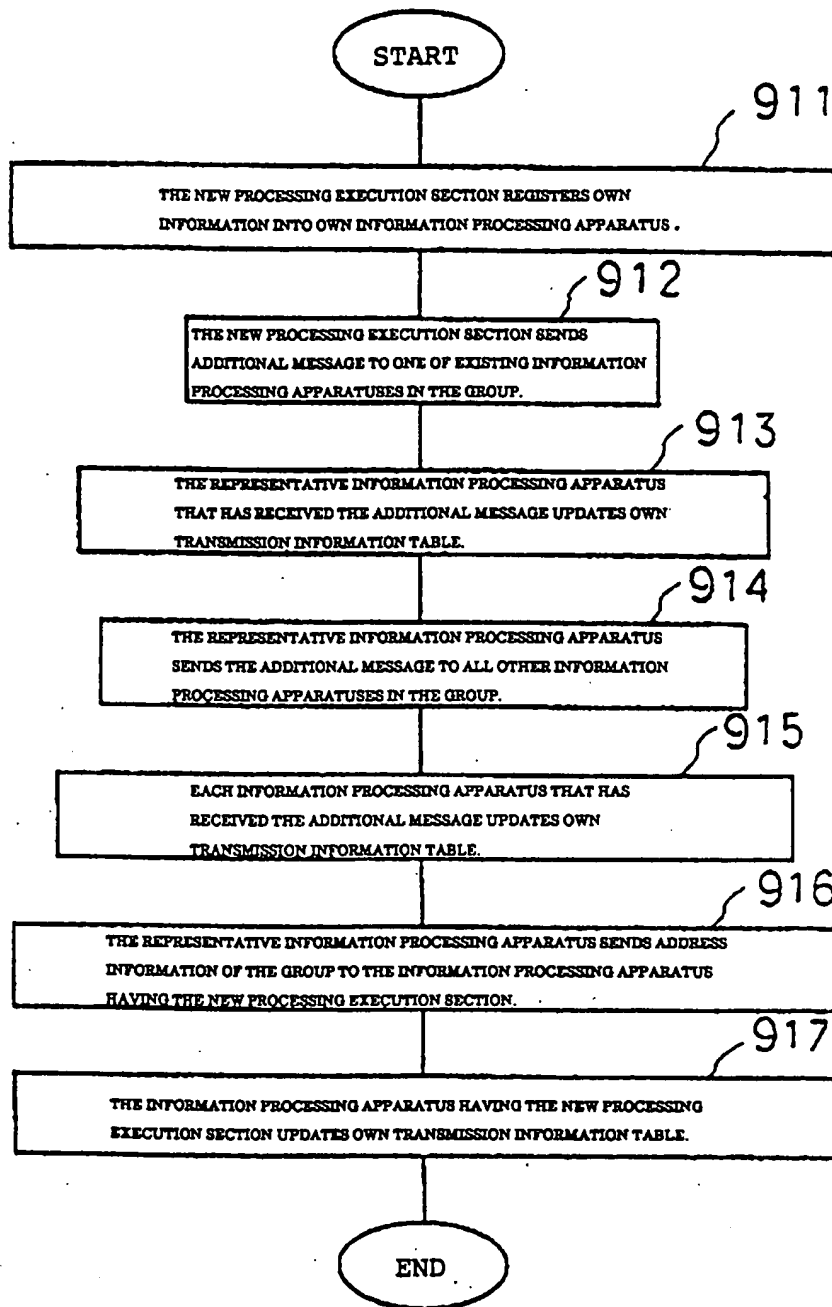 START
911
THE NEW PROCESSING EXECUTION SECTION REGISTERS OWN
INFORMATION INTO OWN INFORMATION PROCESSING APPARATUS.
912
THE NEW PROCESSING EXECUTION SECTION SENDS
ADDITIONAL MESSAGE TO ONE OF EXISTING INFORMATION
PROCESSING APPARATUSES IN THE GROUP.
913
THE REPRESENTATIVE INFORMATION PROCESSING APPARATUS
THAT HAS RECEIVED THE ADDITIONAL MESSAGE UPDATES OWN
TRANSMISSION INFORMATION TABLE.
914
THE REPRESENTATIVE INFORMATION PROCESSING APPARATUS
SENDS THE ADDITIONAL MESSAGE TO ALL OTHER INFORMATION
PROCESSING APPARATUSES IN THE GROUP.
915
EACH INFORMATION PROCESSING APPARATUS THAT HAS
RECEIVED THE ADDITIONAL MESSAGE UPDATES OWN
TRANSMISSION INFORMATION TABLE.
916
THE REPRESENTATIVE INFORMATION PROCESSING APPARATUS SENDS ADDRESS
INFORMATION OF THE GROUP TO THE INFORMATION PROCESSING APPARATUS
HAVING THE NEW PROCESSING EXECUTION SECTION.
917
THE INFORMATION PROCESSING APPARATUS HAVING THE NEW PROCESSING
EXECUTION SECTION UPDATES OWN TRANSMISSION INFORMATION TABLE.
END